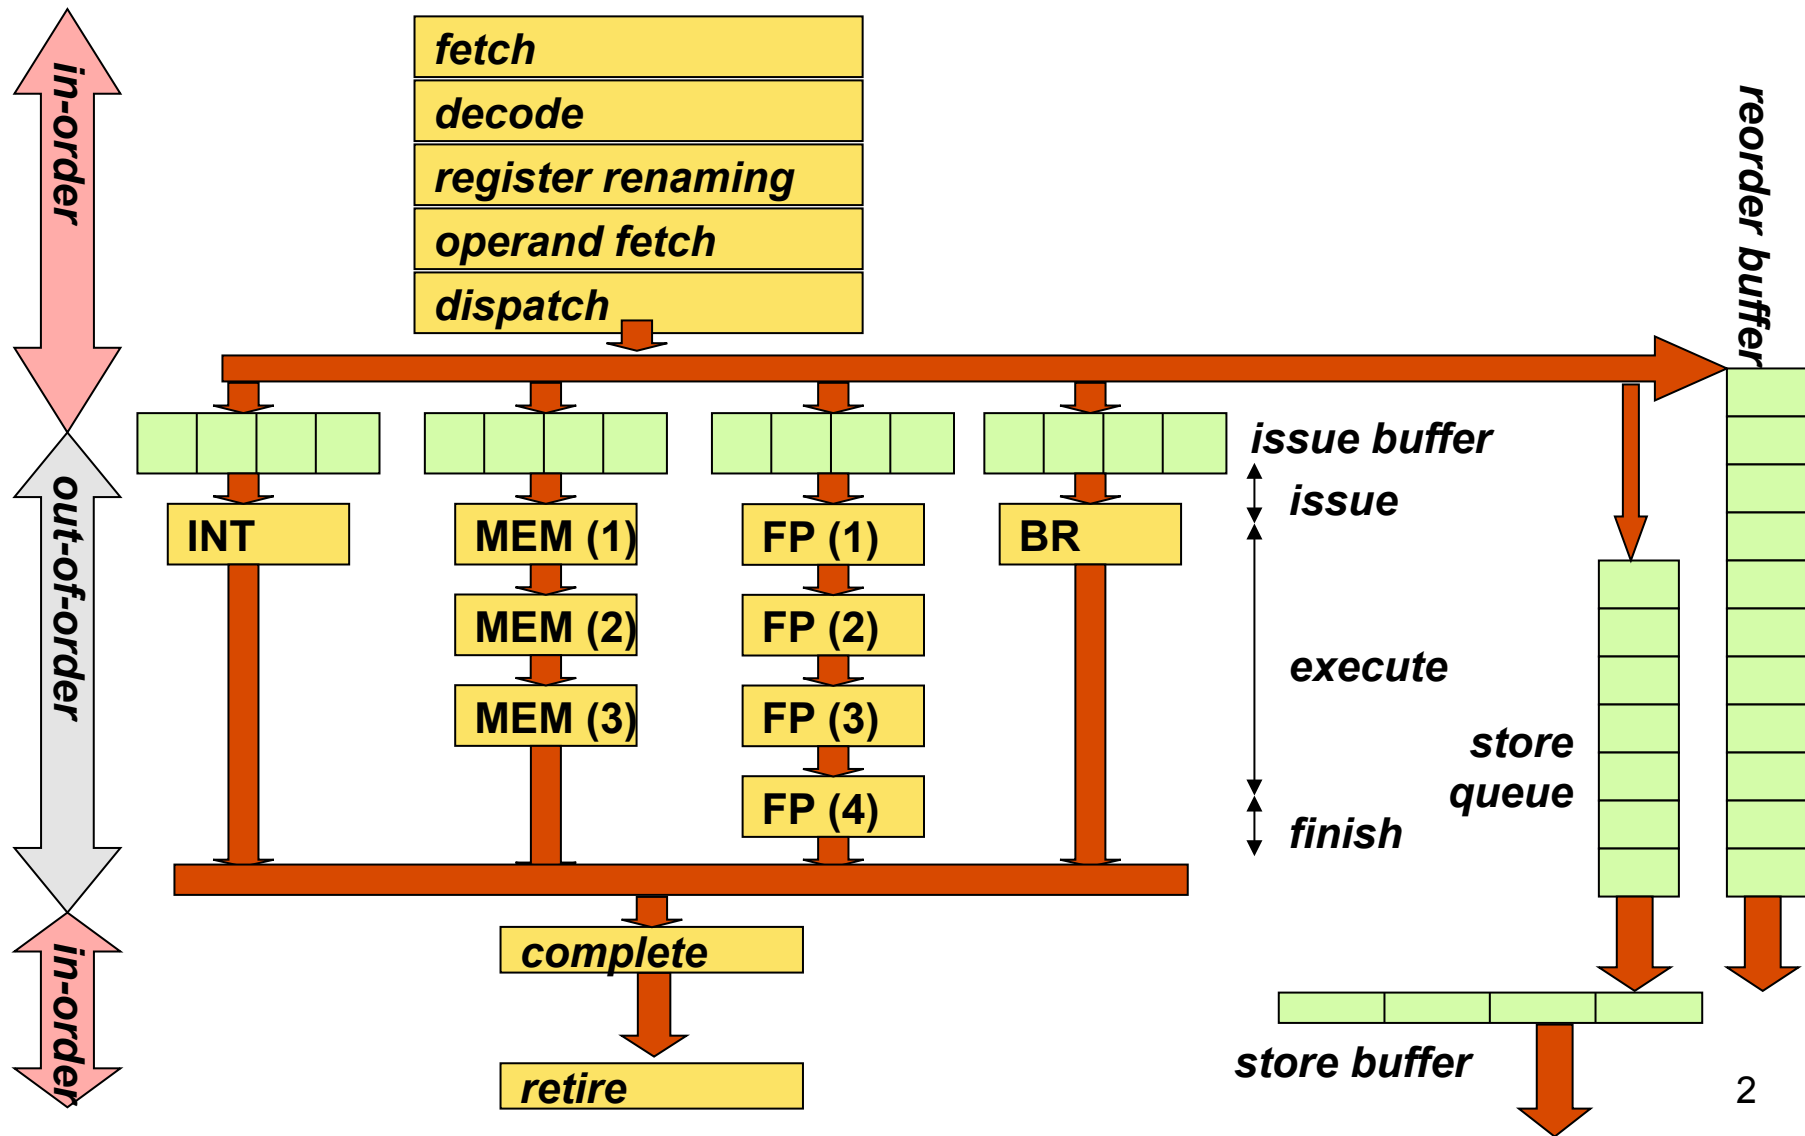 in-order
fetch
decode
register renaming
operand fetch
dispatch
reorder buffer
out-of-order
issue buffer
issue
INT
MEM (1)
FP (1)
BR
MEM (2)
FP (2)
execute
MEM (3)
FP (3)
store
queue
FP (4)
finish
in-order
complete
retire
store buffer
2